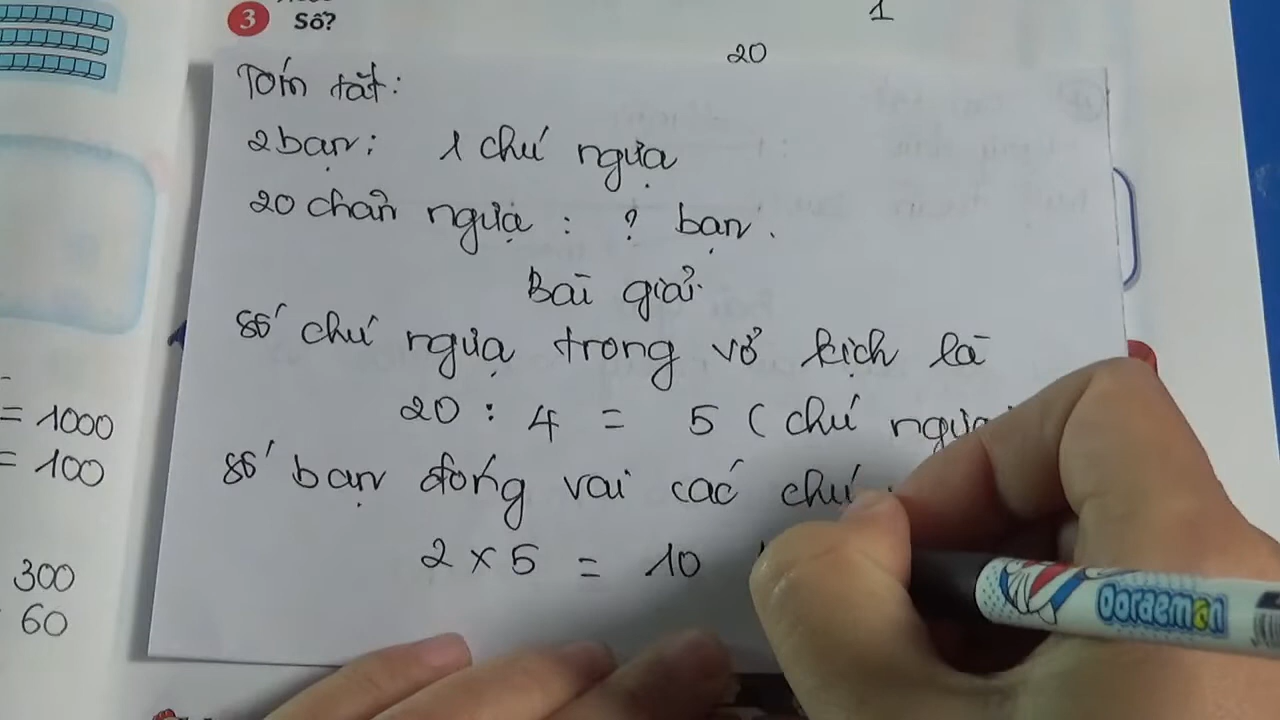 3 Số?
1
20
Tóm tắt:
2 bạn: 1 chú ngựa
20 chân ngựa : ? bạn.
Bài giải
Số chú ngựa trong vở kịch là
20 : 4 = 5 (chú ngựa
Số bạn đóng vai các chú
2 x 5 = 10
= 1000
= 100
300
60
Doraemon